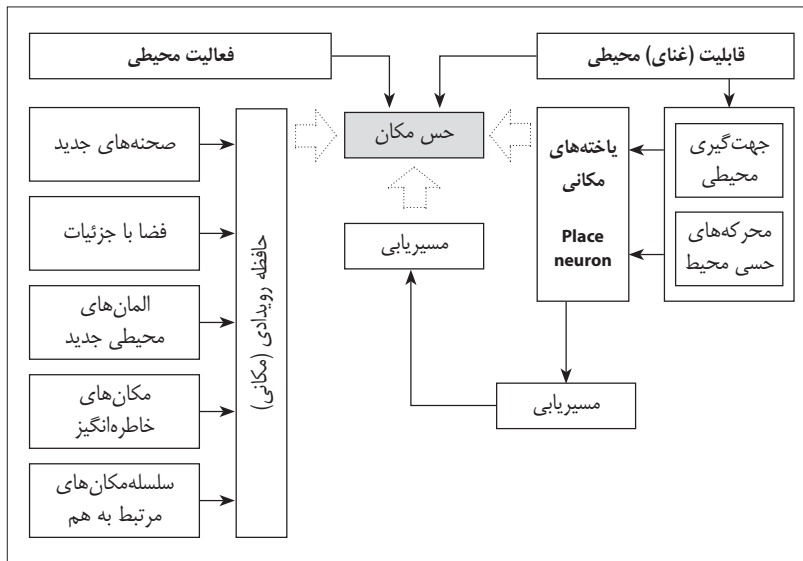 قابلیت (غنای) محیطی
فعالیت محیطی
حس مکان
جهت‌گیری
محیطی
محرکه‌های
حسی محیط
یاخته‌های
مکانی
Place
neuron
مسیریابی
مسیریابی
حافظه رویدادی (مکانی)
صحنه‌های جدید
فضا با جزئیات
المان‌های
محیطی جدید
مکان‌های
خاطره‌انگیز
سلسله‌مکان‌های
مرتبط به هم